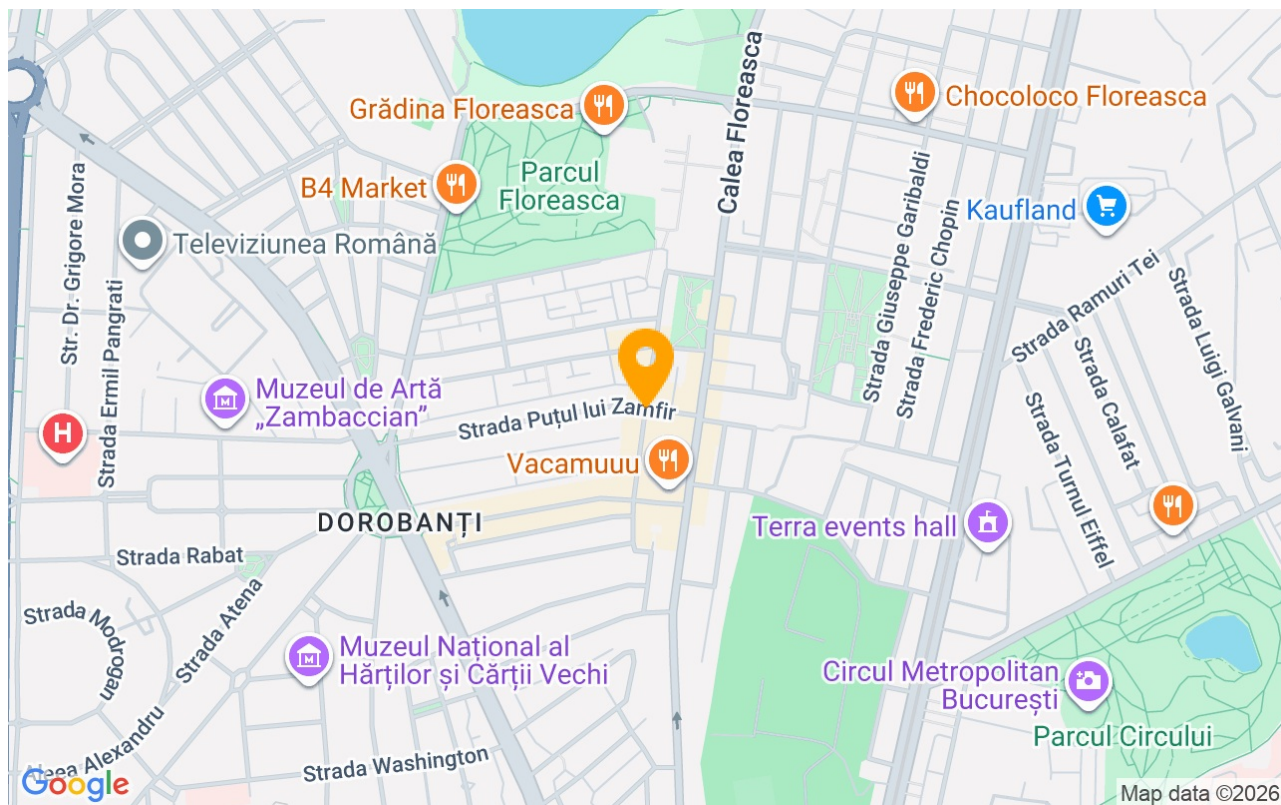 Grădina Floreasca
Chocoloco Floreasca
Calea Floreasca
Parcul
Floreasca
B4 Market
Kaufland
Televiziunea Română
Str. Dr. Grigore Mora
Strada Ermil Pangrati
Strada Giuseppe Garibaldi
Strada Frederic Chopin
Strada Ramuri Tei
Strada Luigi Galvani
Strada Calafat
Strada Turnul Eiffel
Muzeul de Artă
„Zambaccian”
H
Strada Puțul lui Zamfir
Vacamuuu
DOROBANȚI
Terra events hall
Strada Rabat
Strada Atena
Strada Modrogan
Muzeul Național al
Hărților și Cărții Vechi
Circul Metropolitan
București
Parcul Circului
Aleea Alexandru
Strada Washington
Google
Map data ©2026